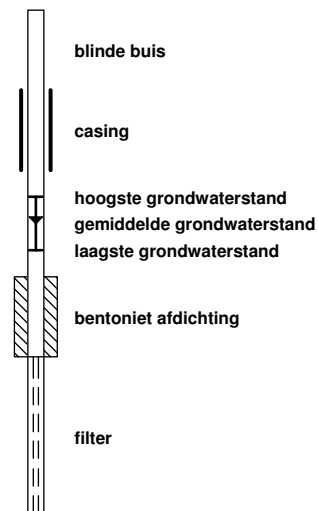 blinde buis
casing
hoogste grondwaterstand
gemiddelde grondwaterstand
laagste grondwaterstand
bentoniet afdichting
filter